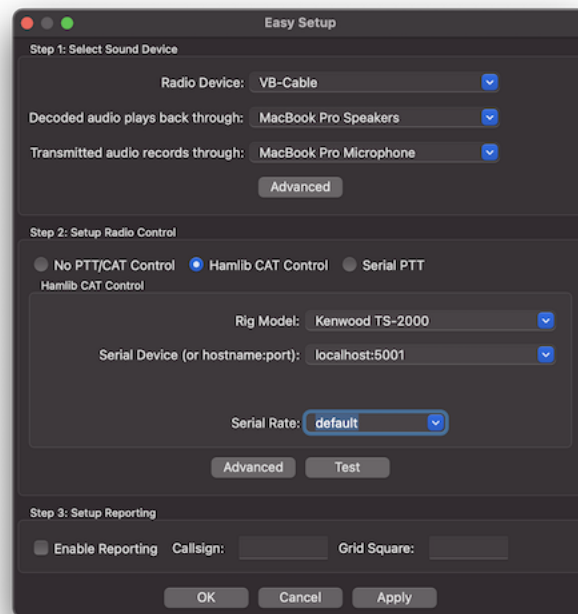 Easy Setup
Step 1: Select Sound Device
Radio Device: VB-Cable
Decoded audio plays back through: MacBook Pro Speakers
Transmitted audio records through: MacBook Pro Microphone
Advanced
Step 2: Setup Radio Control
No PTT/CAT Control Hamlib CAT Control Serial PTT
Hamlib CAT Control
Rig Model: Kenwood TS-2000
Serial Device (or hostname:port): localhost:5001
Serial Rate: default
Advanced Test
Step 3: Setup Reporting
Enable Reporting Callsign: Grid Square:
OK Cancel Apply